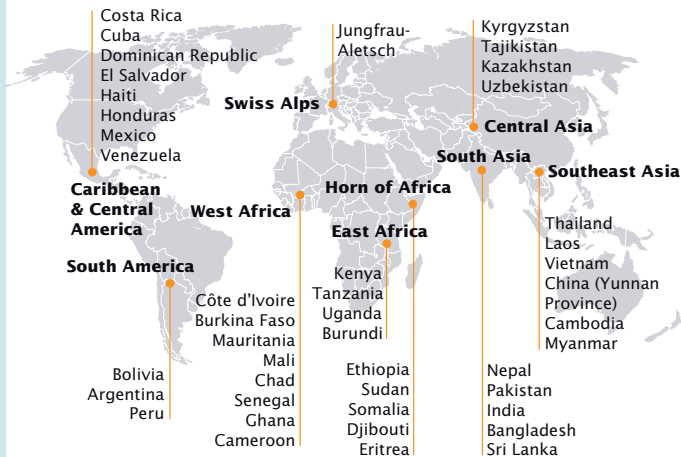 Costa Rica
Cuba
Dominican Republic
El Salvador
Haiti
Honduras
Mexico
Venezuela
Caribbean
& Central
America
Jungfrau-
Aletsch
Swiss Alps
Kyrgyzstan
Tajikistan
Kazakhstan
Uzbekistan
Central Asia
South Asia
Southeast Asia
Horn of Africa
West Africa
East Africa
South America
Thailand
Laos
Vietnam
China (Yunnan
Province)
Cambodia
Myanmar
Kenya
Tanzania
Uganda
Burundi
Côte d’Ivoire
Burkina Faso
Mauritania
Mali
Chad
Senegal
Ghana
Cameroon
Bolivia
Argentina
Peru
Ethiopia
Sudan
Somalia
Djibouti
Eritrea
Nepal
Pakistan
India
Bangladesh
Sri Lanka